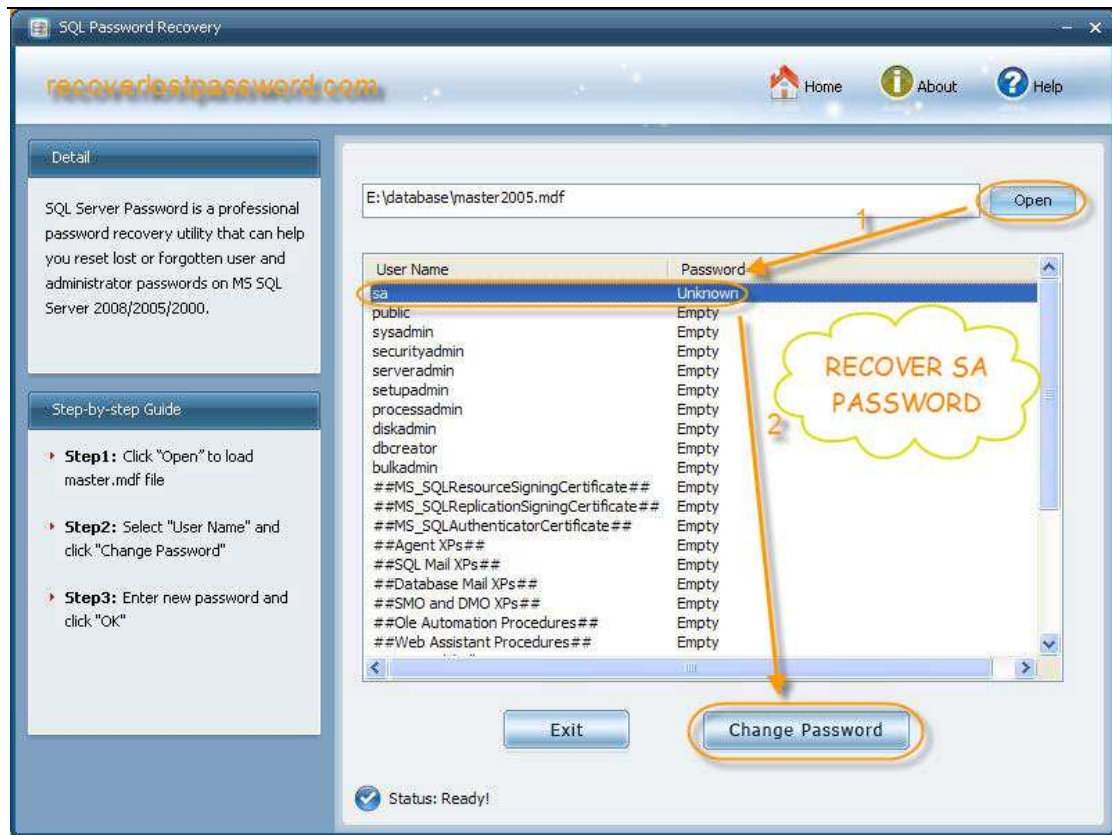 SQL Password Recovery
recoverlostpassword.com
Home
About
Help
Detail
SQL Server Password is a professional
password recovery utility that can help
you reset lost or forgotten user and
administrator passwords on MS SQL
Server 2008/2005/2000.
Step-by-step Guide
Step1: Click "Open" to load
master.mdf file
Step2: Select "User Name" and
click "Change Password"
Step3: Enter new password and
click "OK"
E:\database\master2005.mdf
Open
1
User Name Password
sa Unknown
public Empty
sysadmin Empty
securityadmin Empty
serveradmin Empty
setupadmin Empty
processadmin Empty
diskadmin Empty
dbcreator Empty
bulkadmin Empty
##MS_SQLResourceSigningCertificate## Empty
##MS_SQLReplicationSigningCertificate## Empty
##MS_SQLAuthenticatorCertificate## Empty
##Agent XPs## Empty
##SQL Mail XPs## Empty
##Database Mail XPs## Empty
##SMO and DMO XPs## Empty
##Ole Automation Procedures## Empty
##Web Assistant Procedures## Empty
RECOVER SA
PASSWORD
2
Exit
Change Password
Status: Ready!